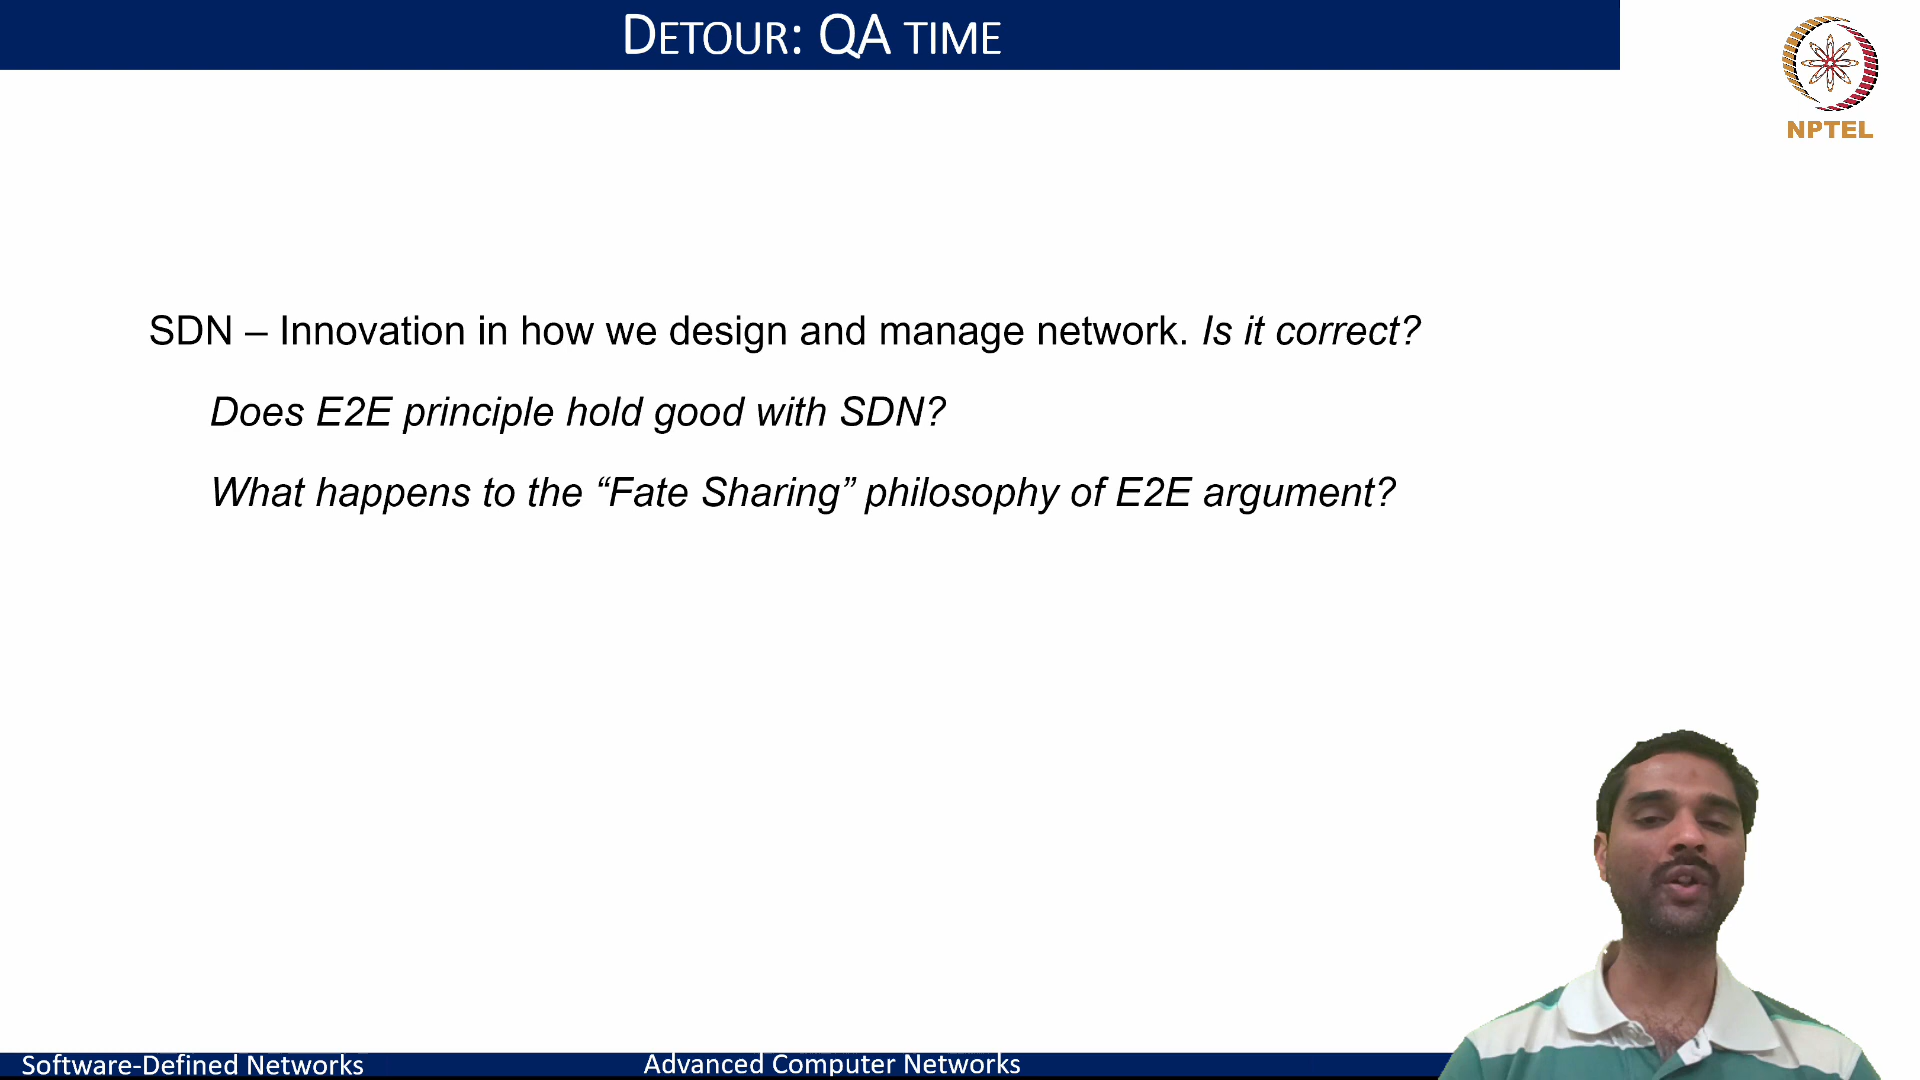 DETOUR: QA TIME
NPTEL
SDN – Innovation in how we design and manage network. Is it correct?
Does E2E principle hold good with SDN?
What happens to the “Fate Sharing” philosophy of E2E argument?
Software-Defined Networks
Advanced Computer Networks